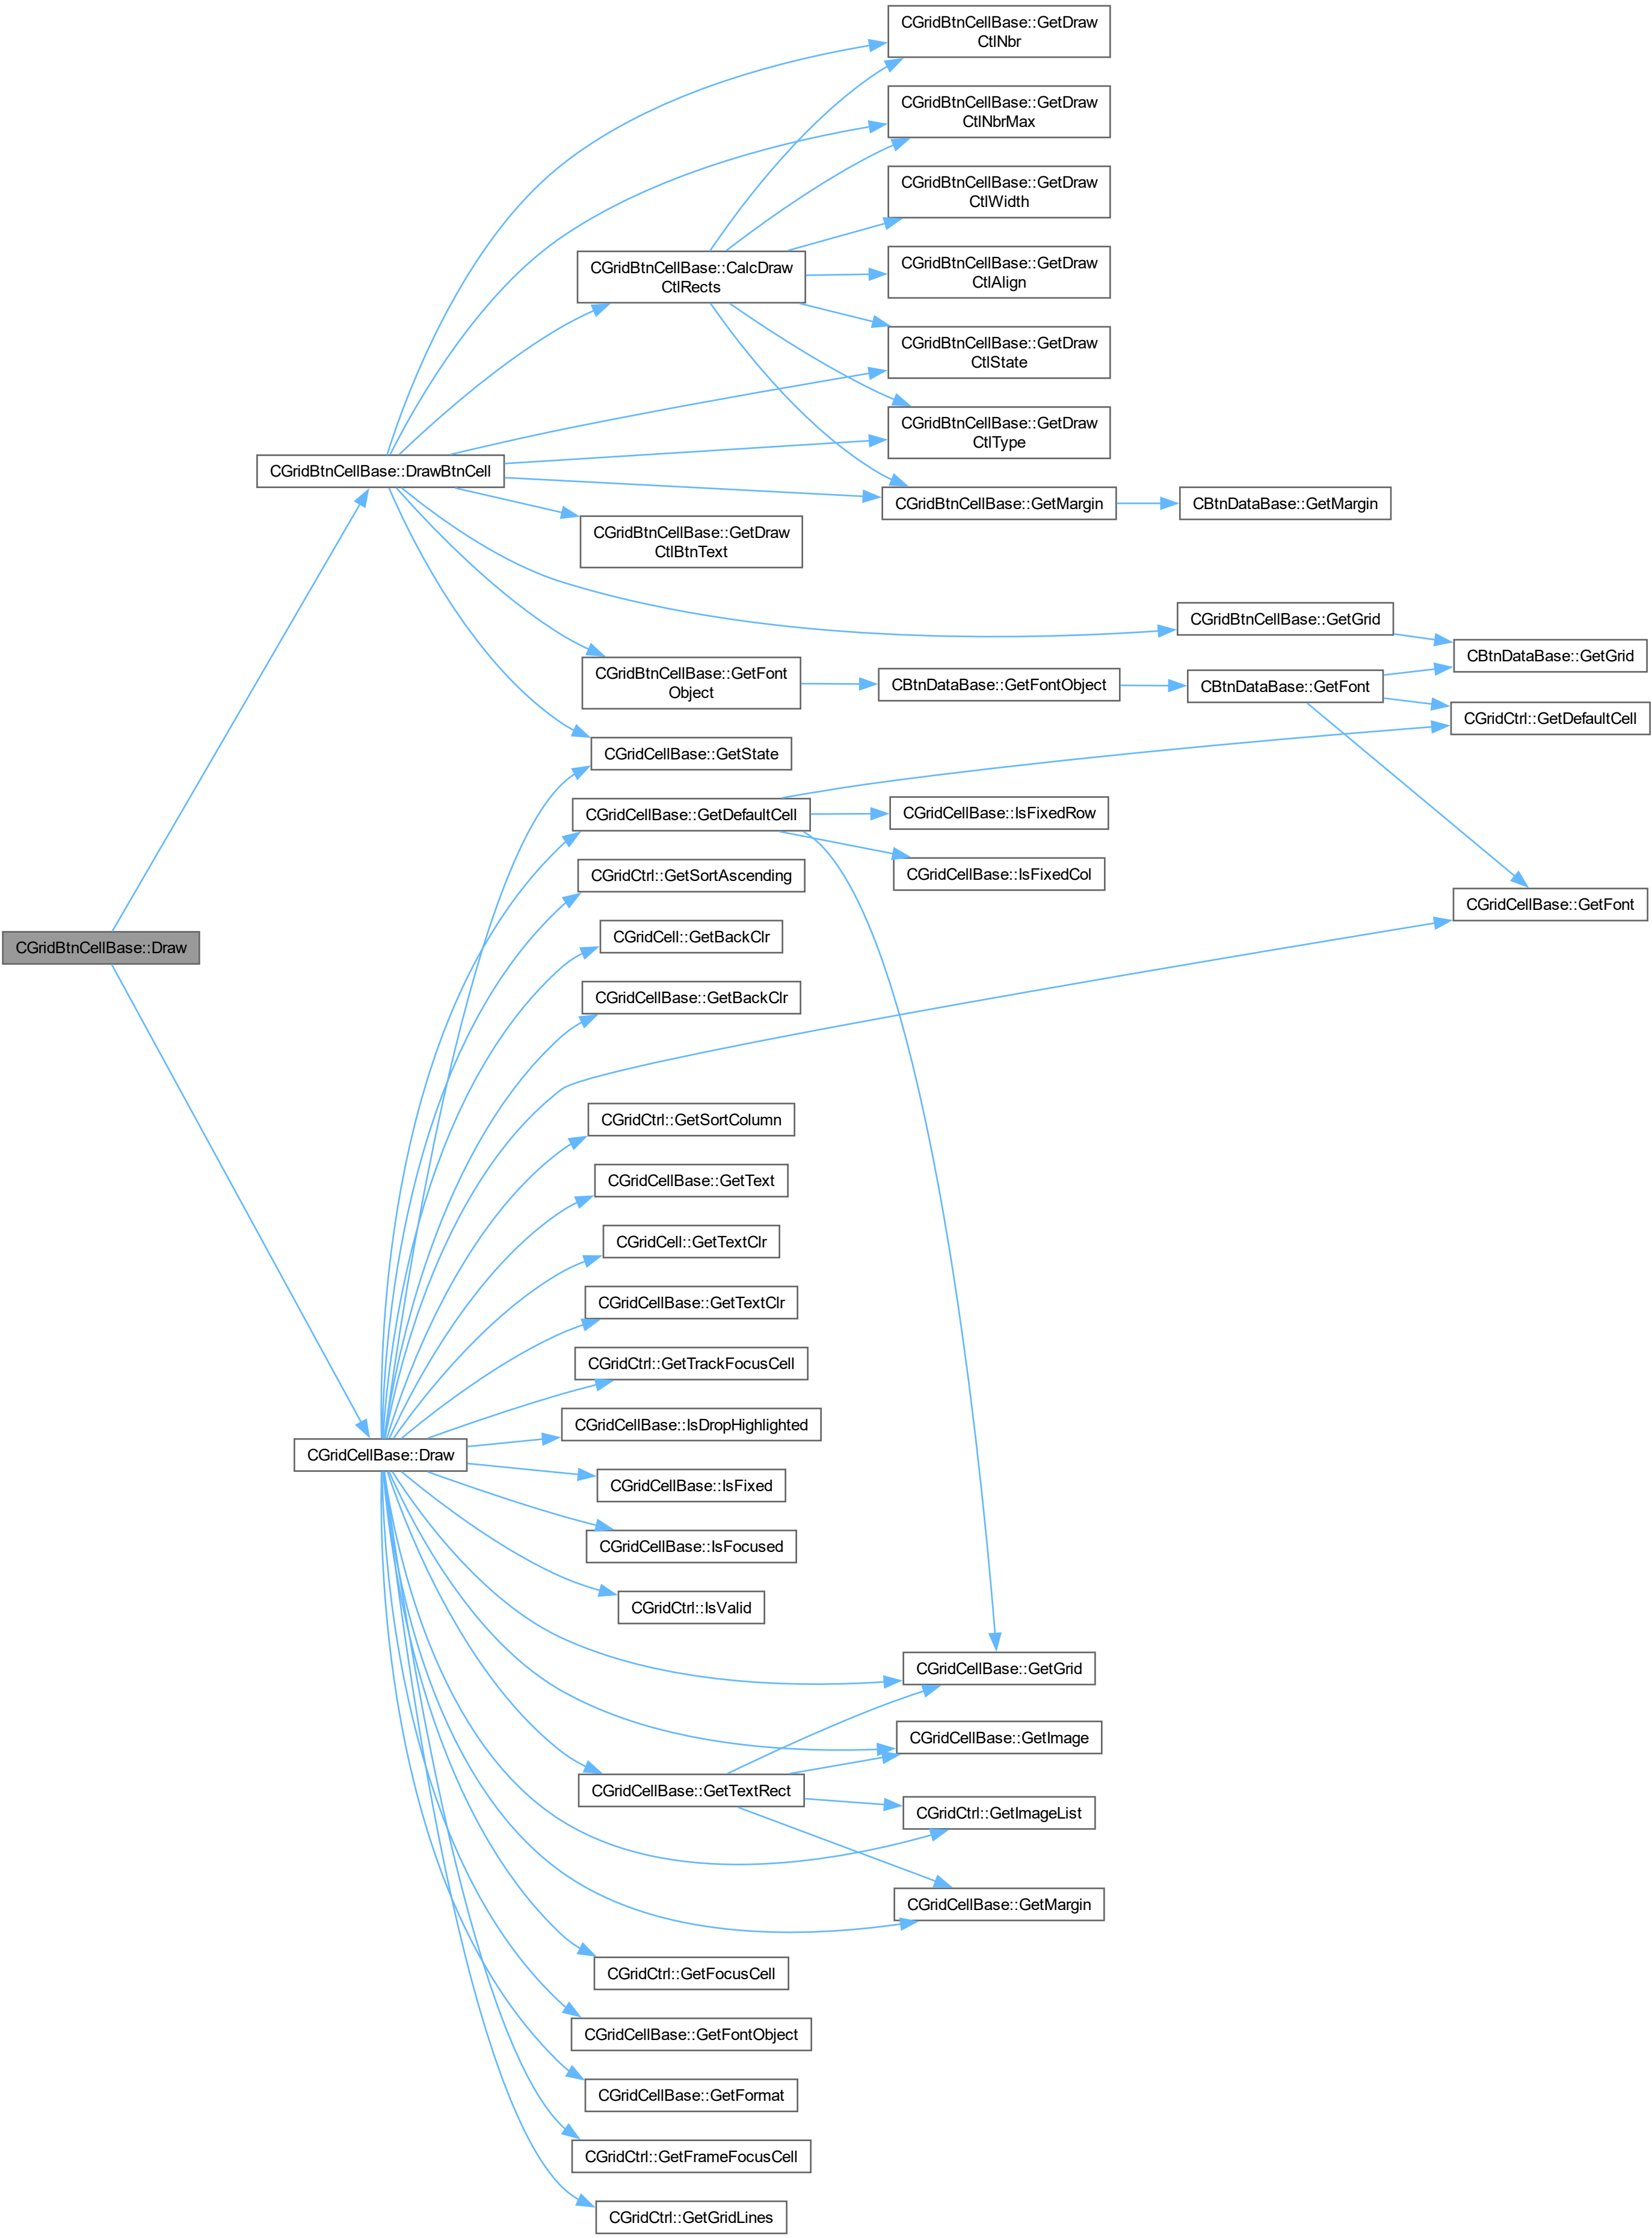 CGridBtnCellBase::GetDraw
CtlNbr
CGridBtnCellBase::GetDraw
CtlNbrMax
CGridBtnCellBase::GetDraw
CtlWidth
CGridBtnCellBase::CalcDraw
CtlRects
CGridBtnCellBase::GetDraw
CtlAlign
CGridBtnCellBase::GetDraw
CtlState
CGridBtnCellBase::GetDraw
CtlType
CGridBtnCellBase::DrawBtnCell
CGridBtnCellBase::GetMargin
CBtnDataBase::GetMargin
CGridBtnCellBase::GetDraw
CtlBtnText
CGridBtnCellBase::GetGrid
CBtnDataBase::GetGrid
CGridBtnCellBase::GetFont
Object
CBtnDataBase::GetFontObject
CBtnDataBase::GetFont
CGridCtrl::GetDefaultCell
CGridCellBase::GetState
CGridCellBase::GetDefaultCell
CGridCellBase::IsFixedRow
CGridCtrl::GetSortAscending
CGridCellBase::IsFixedCol
CGridCellBase::GetFont
CGridCell::GetBackClr
CGridBtnCellBase::Draw
CGridCellBase::GetBackClr
CGridCtrl::GetSortColumn
CGridCellBase::GetText
CGridCell::GetTextClr
CGridCellBase::GetTextClr
CGridCtrl::GetTrackFocusCell
CGridCellBase::IsDropHighlighted
CGridCellBase::Draw
CGridCellBase::IsFixed
CGridCellBase::IsFocused
CGridCtrl::IsValid
CGridCellBase::GetGrid
CGridCellBase::GetImage
CGridCellBase::GetTextRect
CGridCtrl::GetImageList
CGridCellBase::GetMargin
CGridCtrl::GetFocusCell
CGridCellBase::GetFontObject
CGridCellBase::GetFormat
CGridCtrl::GetFrameFocusCell
CGridCtrl::GetGridLines